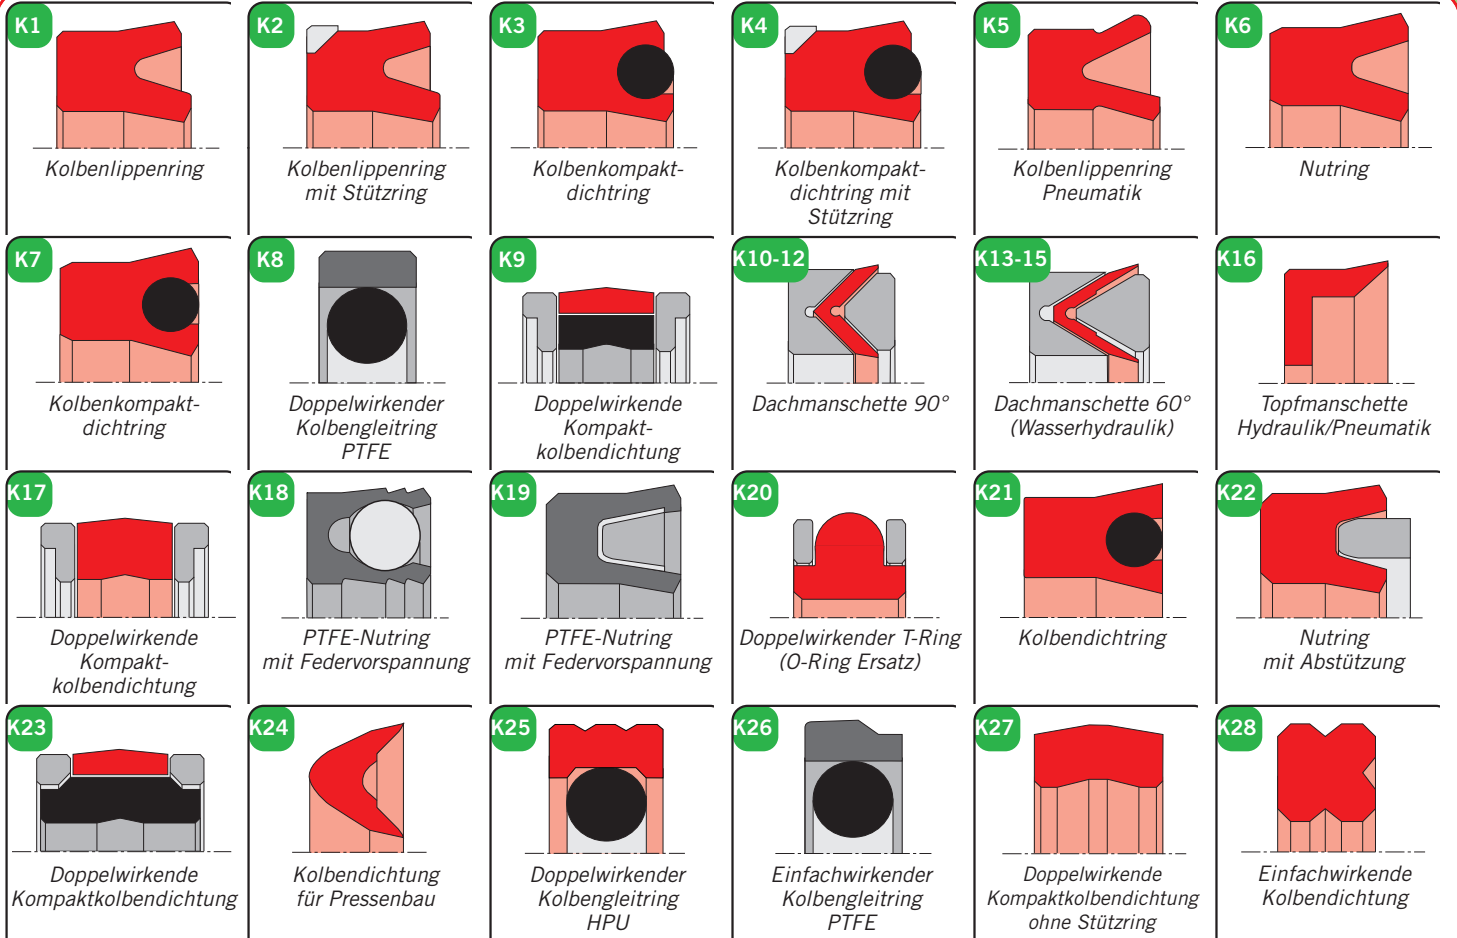 K1
Kolbenlippenring
K2
Kolbenlippenring
mit Stützring
K3
Kolbenkompakt-
dichtring
K4
Kolbenkompakt-
dichtring mit
Stützring
K5
Kolbenlippenring
Pneumatik
K6
Nutring
K7
Kolbenkompakt-
dichtring
K8
Doppelwirkender
Kolbengleitring
PTFE
K9
Doppelwirkende
Kompakt-
kolbendichtung
K10-12
Dachmanschette 90°
K13-15
Dachmanschette 60°
(Wasserhydraulik)
K16
Topfmanschette
Hydraulik/Pneumatik
K17
Doppelwirkende
Kompakt-
kolbendichtung
K18
PTFE-Nutring
mit Federvorspannung
K19
PTFE-Nutring
mit Federvorspannung
K20
Doppelwirkender T-Ring
(O-Ring Ersatz)
K21
Kolbendichtring
K22
Nutring
mit Abstützung
K23
Doppelwirkende
Kompaktkolbendichtung
K24
Kolbendichtung
für Pressenbau
K25
Doppelwirkender
Kolbengleitring
HPU
K26
Einfachwirkender
Kolbengleitring
PTFE
K27
Doppelwirkende
Kompaktkolbendichtung
ohne Stützring
K28
Einfachwirkende
Kolbendichtung